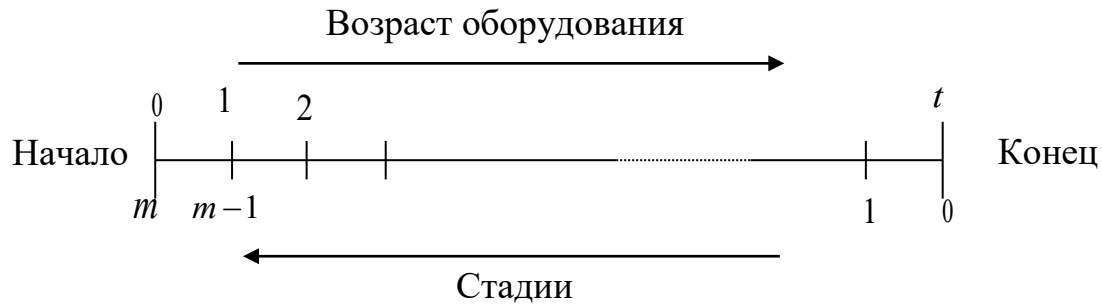 Возраст оборудования
0 1 2 t
Начало Конец
m m−1 1 0
Стадии